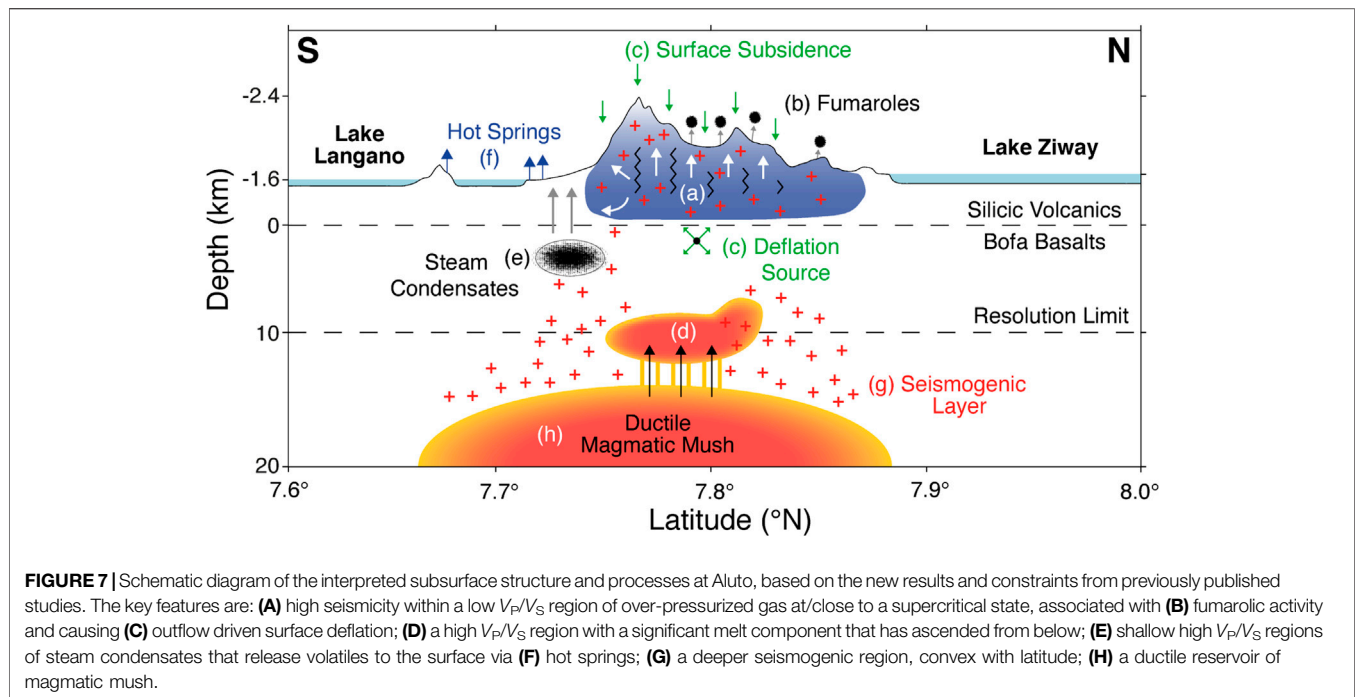 S
N
(c) Surface Subsidence
-2.4
(b) Fumaroles
Lake
Langano
Hot Springs
(f)
Lake Ziway
-1.6
(a)
Silicic Volcanics
0
Bofa Basalts
Depth (km)
(e)
Steam
Condensates
(c) Deflation
Source
Resolution Limit
10
(d)
(g) Seismogenic
Layer
(h)
Ductile
Magmatic Mush
20
7.6° 7.7° 7.8° 7.9° 8.0°
Latitude (°N)
FIGURE 7 | Schematic diagram of the interpreted subsurface structure and processes at Aluto, based on the new results and constraints from previously published
studies. The key features are: (A) high seismicity within a low VP/VS region of over-pressurized gas at/close to a supercritical state, associated with (B) fumarolic activity
and causing (C) outflow driven surface deflation; (D) a high VP/VS region with a significant melt component that has ascended from below; (E) shallow high VP/VS regions
of steam condensates that release volatiles to the surface via (F) hot springs; (G) a deeper seismogenic region, convex with latitude; (H) a ductile reservoir of
magmatic mush.